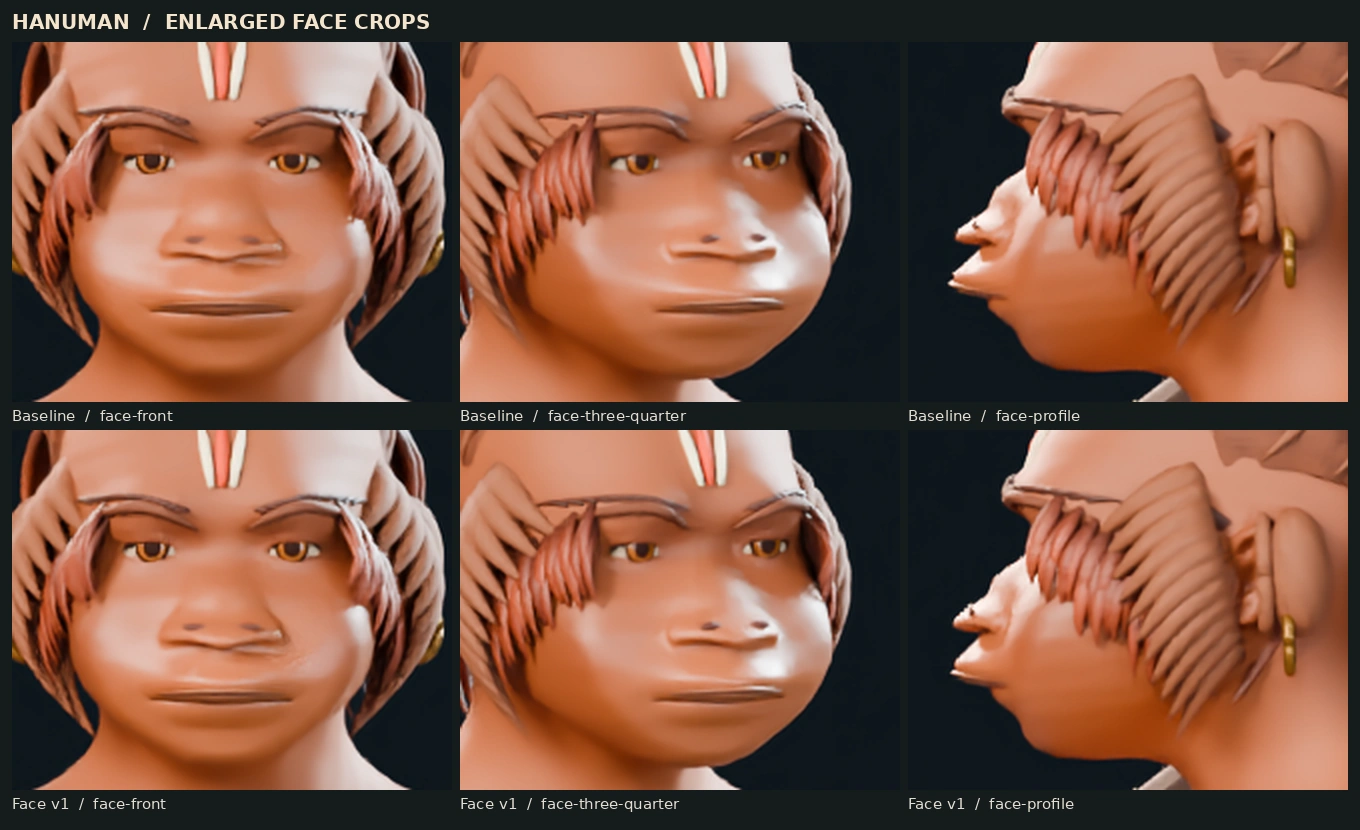 HANUMAN / ENLARGED FACE CROPS
Baseline / face-front
Baseline / face-three-quarter
Baseline / face-profile
Face v1 / face-front
Face v1 / face-three-quarter
Face v1 / face-profile